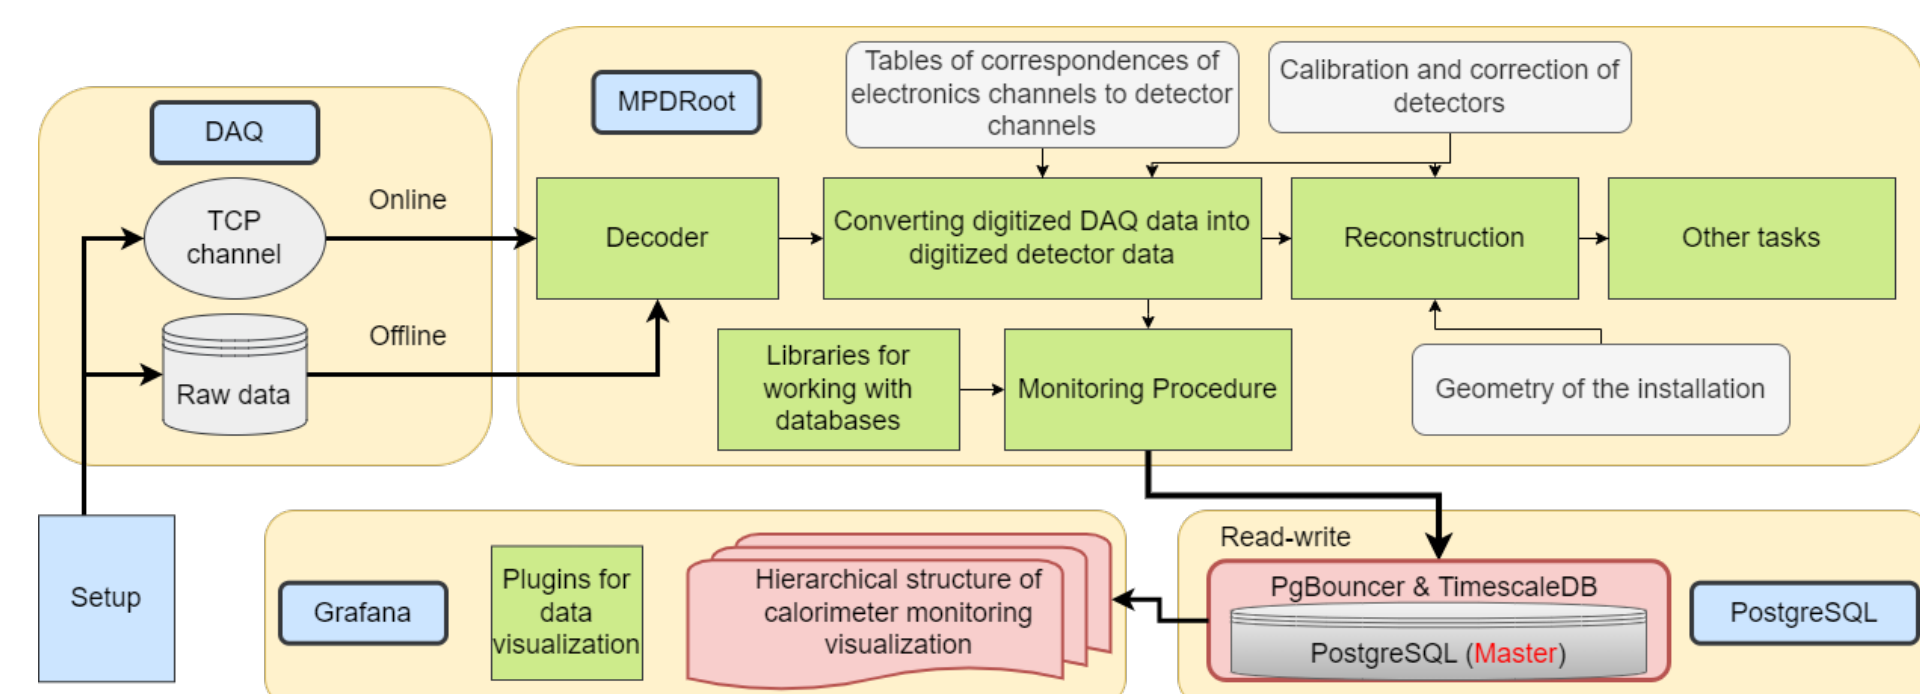 DAQ
TCP
channel
Online
Raw data
Offline
Setup
MPDRoot
Tables of correspondences of
electronics channels to detector
channels
Calibration and correction of
detectors
Decoder
Converting digitized DAQ data into
digitized detector data
Reconstruction
Other tasks
Libraries for
working with
databases
Monitoring Procedure
Geometry of the installation
Grafana
Plugins for
data
visualization
Hierarchical structure of
calorimeter monitoring
visualization
Read-write
PgBouncer & TimescaleDB
PostgreSQL (Master)
PostgreSQL